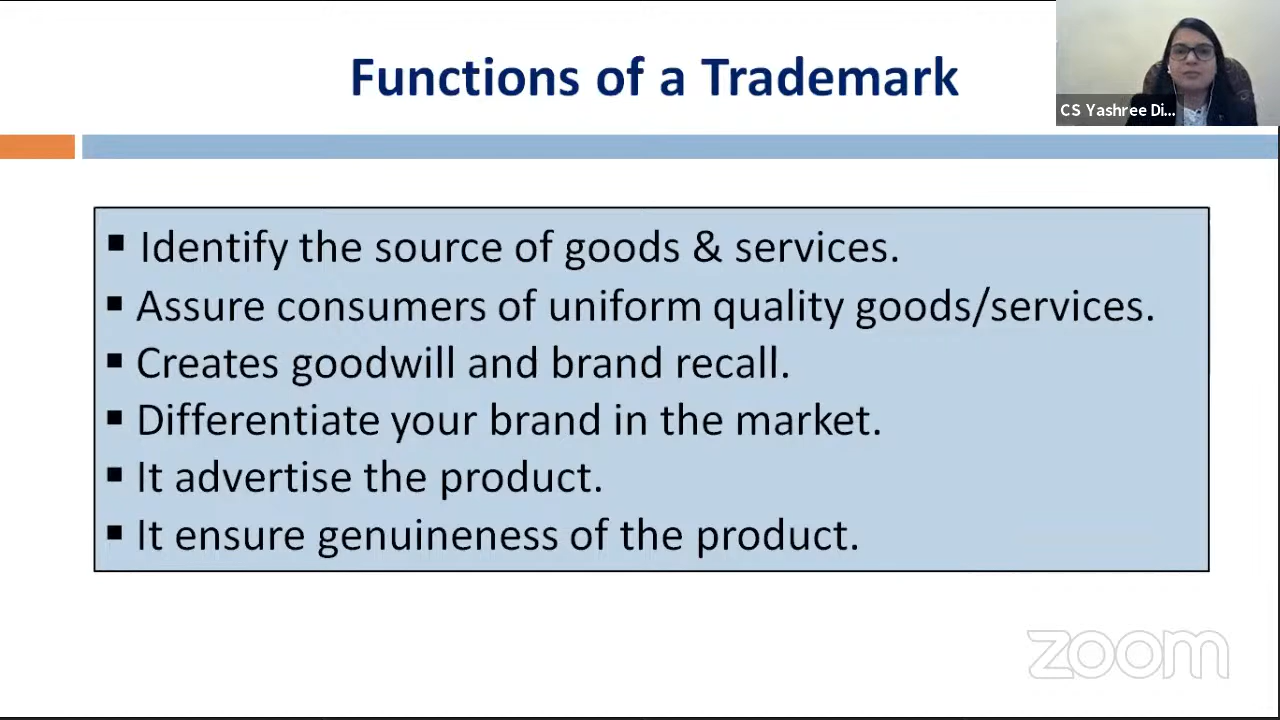 Functions of a Trademark
CS Yashree Di...
▪ Identify the source of goods & services.
▪ Assure consumers of uniform quality goods/services.
▪ Creates goodwill and brand recall.
▪ Differentiate your brand in the market.
▪ It advertise the product.
▪ It ensure genuineness of the product.
zoom